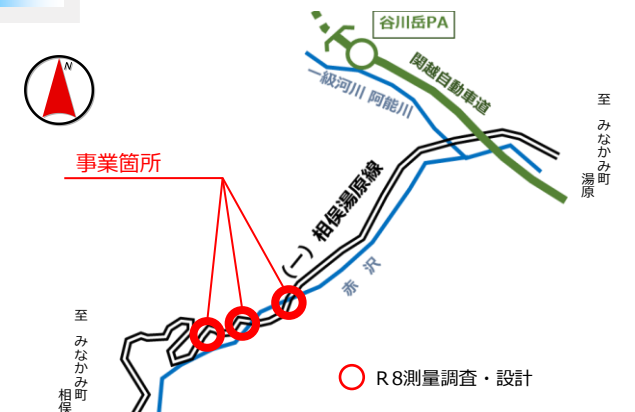 谷川岳PA
N
関越自動車道
一級河川 阿能川
至 みなかみ町
湯原
事業箇所
(一) 相俣湯原線
赤 沢
至 みなかみ町
相俣
R8測量調査・設計